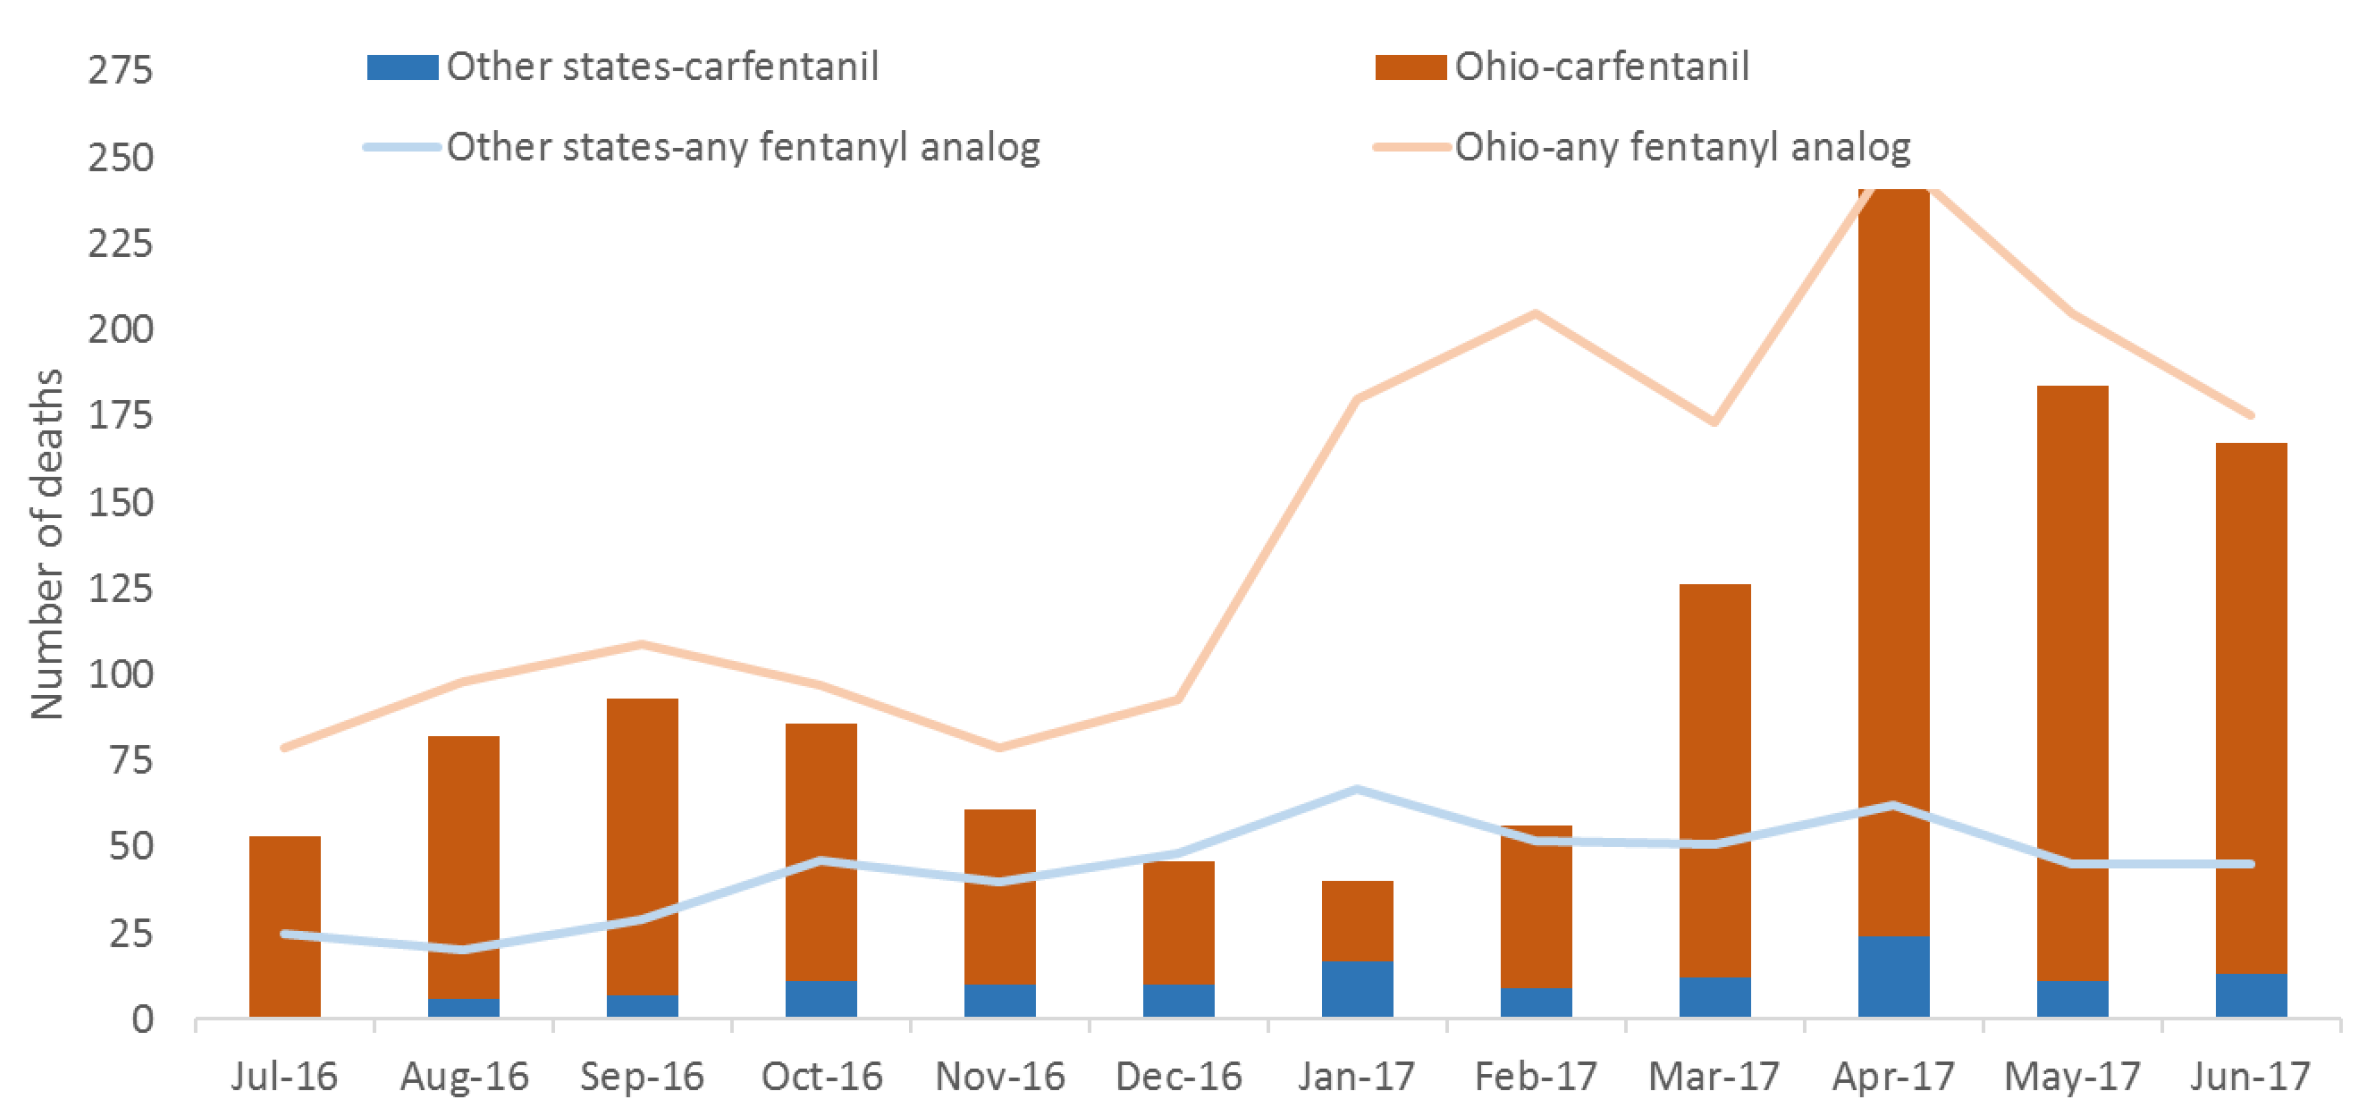 Other states-carfentanil
Ohio-carfentanil
Other states-any fentanyl analog
Ohio-any fentanyl analog
Number of deaths
275
250
225
200
175
150
125
100
75
50
25
0
Jul-16
Aug-16
Sep-16
Oct-16
Nov-16
Dec-16
Jan-17
Feb-17
Mar-17
Apr-17
May-17
Jun-17